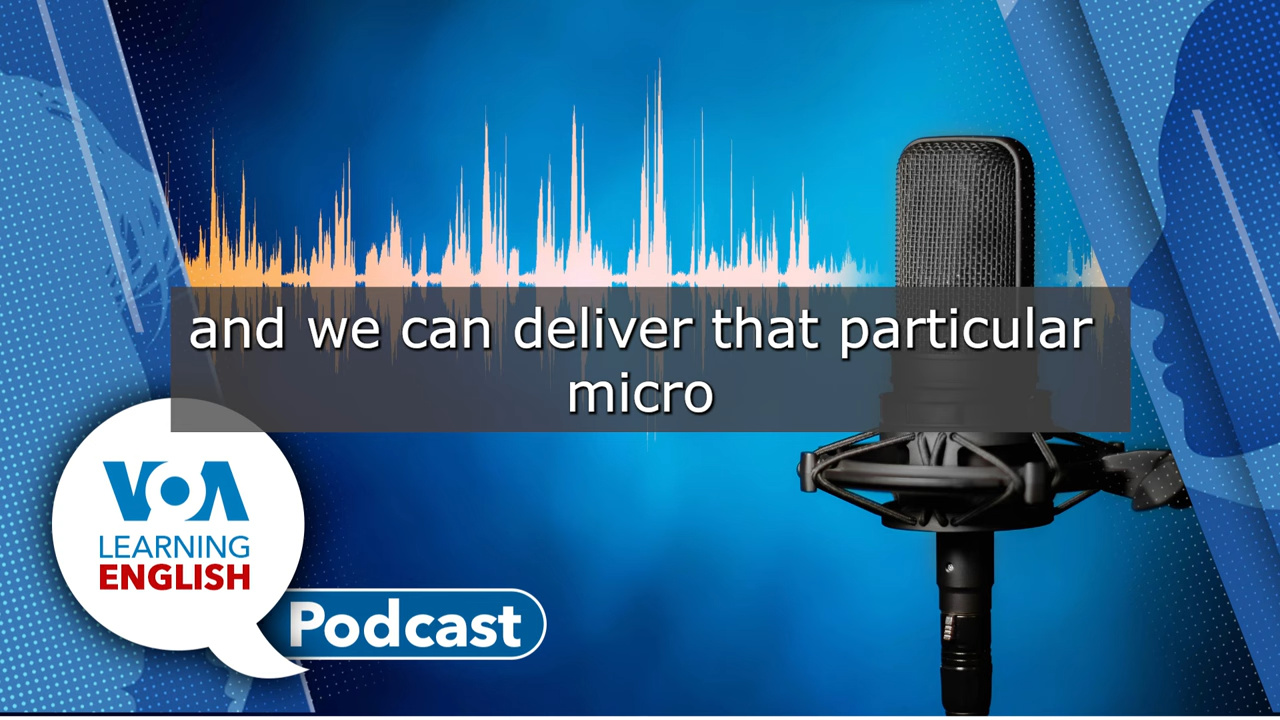 and we can deliver that particular
micro
VOA
LEARNING
ENGLISH
Podcast